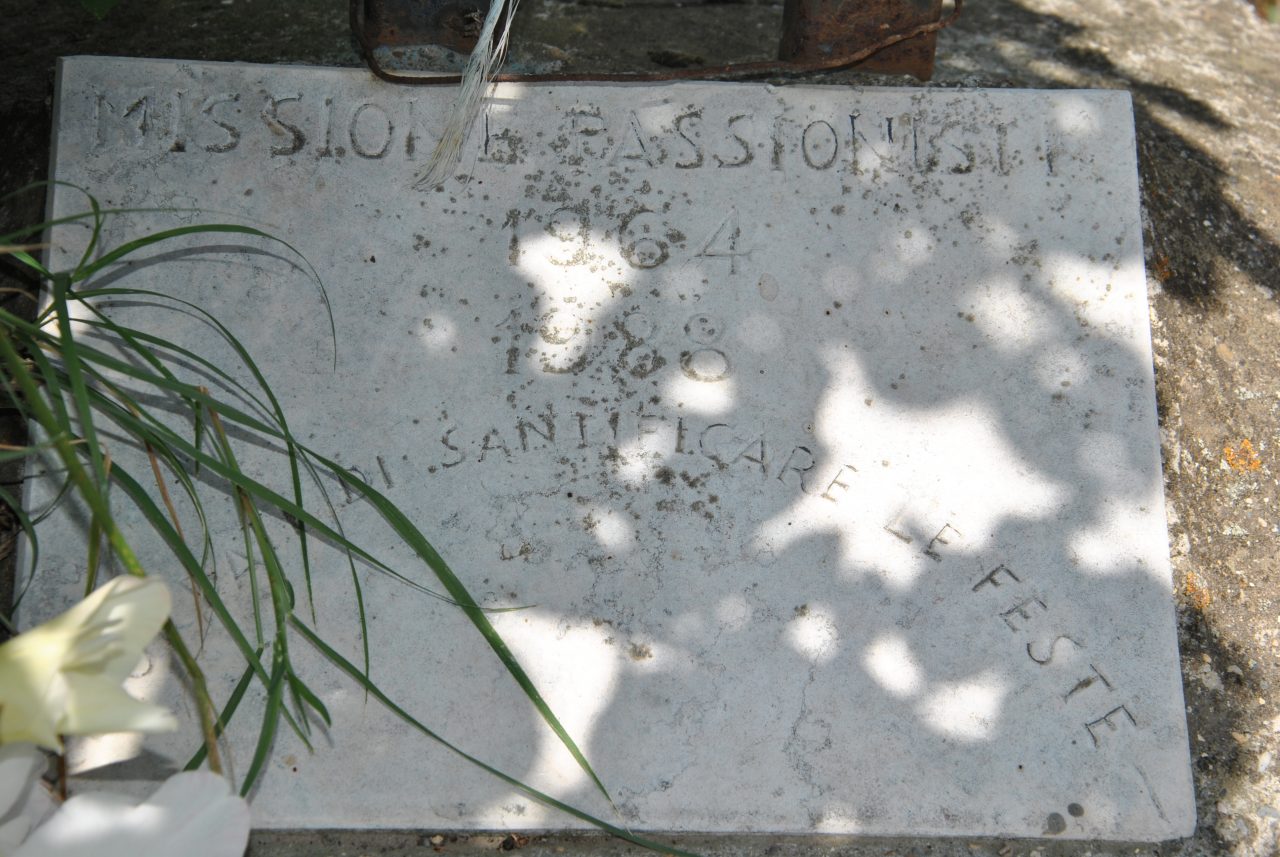 MISSIONE PASSIONISTI
1964
1988
DI SANTIFICARE LE FESTE